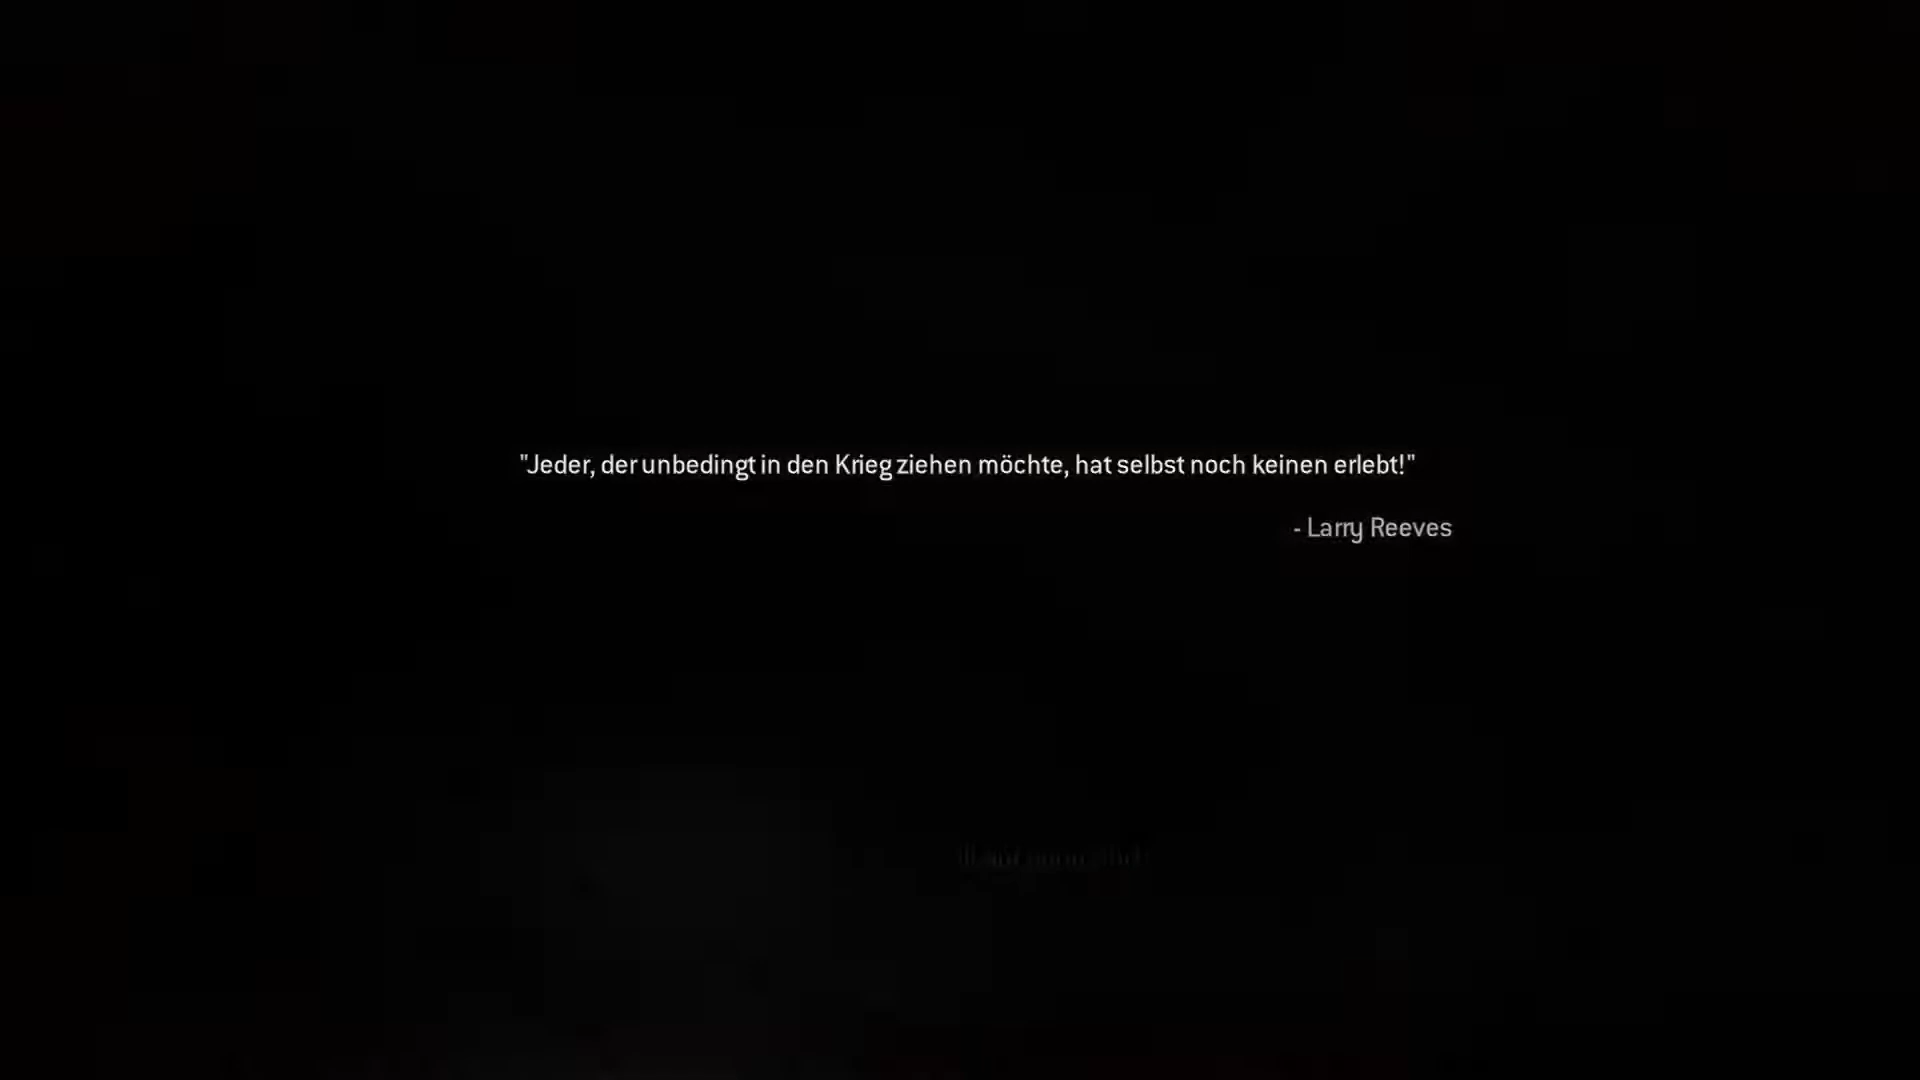 "Jeder, der unbedingt in den Krieg ziehen möchte, hat selbst noch keinen erlebt!"
- Larry Reeves